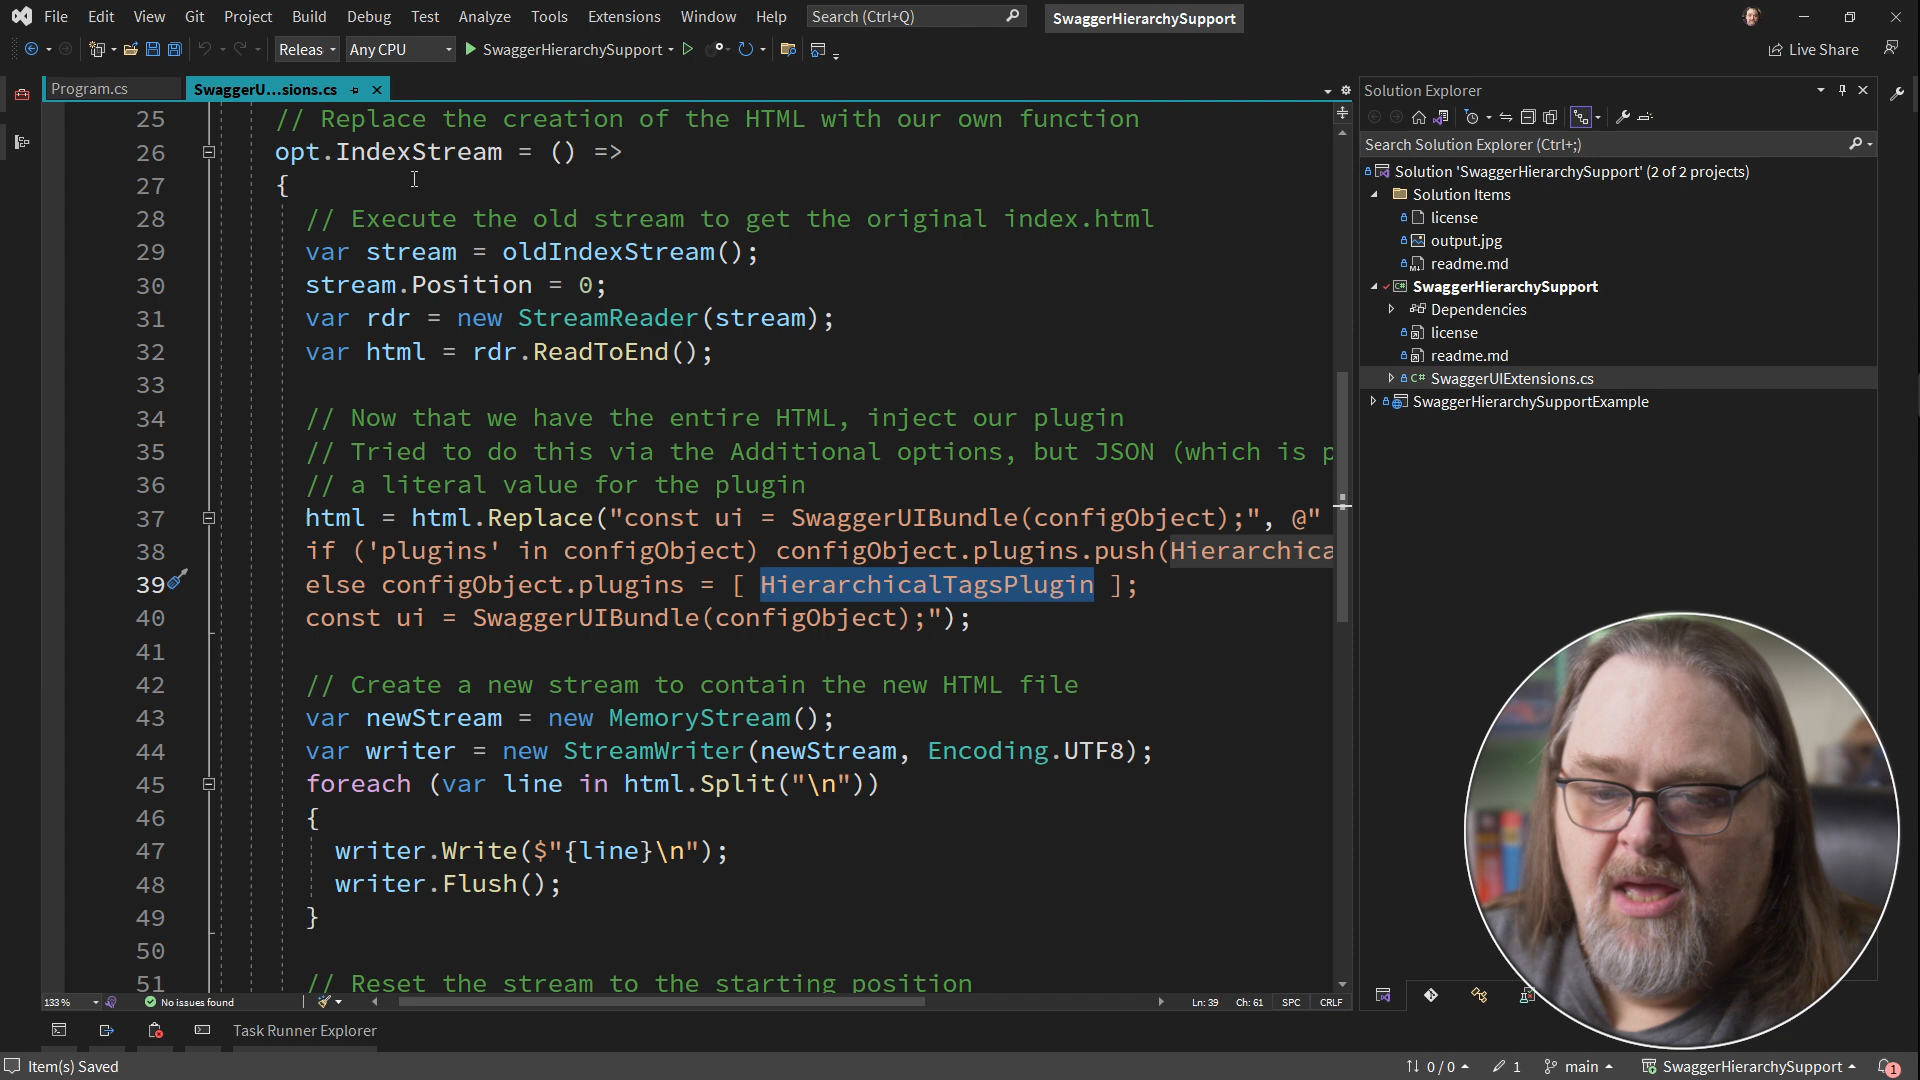 File Edit View Git Project Build Debug Test Analyze Tools Extensions Window Help Search (Ctrl+Q) SwaggerHierarchySupport
Releas Any CPU SwaggerHierarchySupport Live Share
Program.cs SwaggerU...sions.cs
25 // Replace the creation of the HTML with our own function
26 opt.IndexStream = () =>
27 {
28 // Execute the old stream to get the original index.html
29 var stream = oldIndexStream();
30 stream.Position = 0;
31 var rdr = new StreamReader(stream);
32 var html = rdr.ReadToEnd();
33
34 // Now that we have the entire HTML, inject our plugin
35 // Tried to do this via the Additional options, but JSON (which is p
36 // a literal value for the plugin
37 html = html.Replace("const ui = SwaggerUIBundle(configObject);", @"
38 if ('plugins' in configObject) configObject.plugins.push(Hierarchica
39 else configObject.plugins = [ HierarchicalTagsPlugin ];
40 const ui = SwaggerUIBundle(configObject);");
41
42 // Create a new stream to contain the new HTML file
43 var newStream = new MemoryStream();
44 var writer = new StreamWriter(newStream, Encoding.UTF8);
45 foreach (var line in html.Split("\n"))
46 {
47 writer.Write($"{line}\n");
48 writer.Flush();
49 }
50
51 // Reset the stream to the starting position
133 % No issues found Ln: 39 Ch: 61 SPC CRLF
Solution Explorer
Search Solution Explorer (Ctrl+;)
Solution 'SwaggerHierarchySupport' (2 of 2 projects)
Solution Items
license
output.jpg
readme.md
SwaggerHierarchySupport
Dependencies
license
readme.md
C# SwaggerUIExtensions.cs
SwaggerHierarchySupportExample
Task Runner Explorer
Item(s) Saved 0 / 0 1 main SwaggerHierarchySupport 1